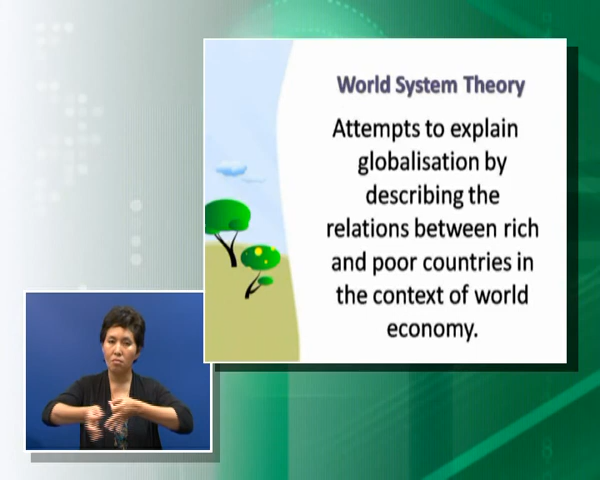 World System Theory
Attempts to explain
globalisation by
describing the
relations between rich
and poor countries in
the context of world
economy.